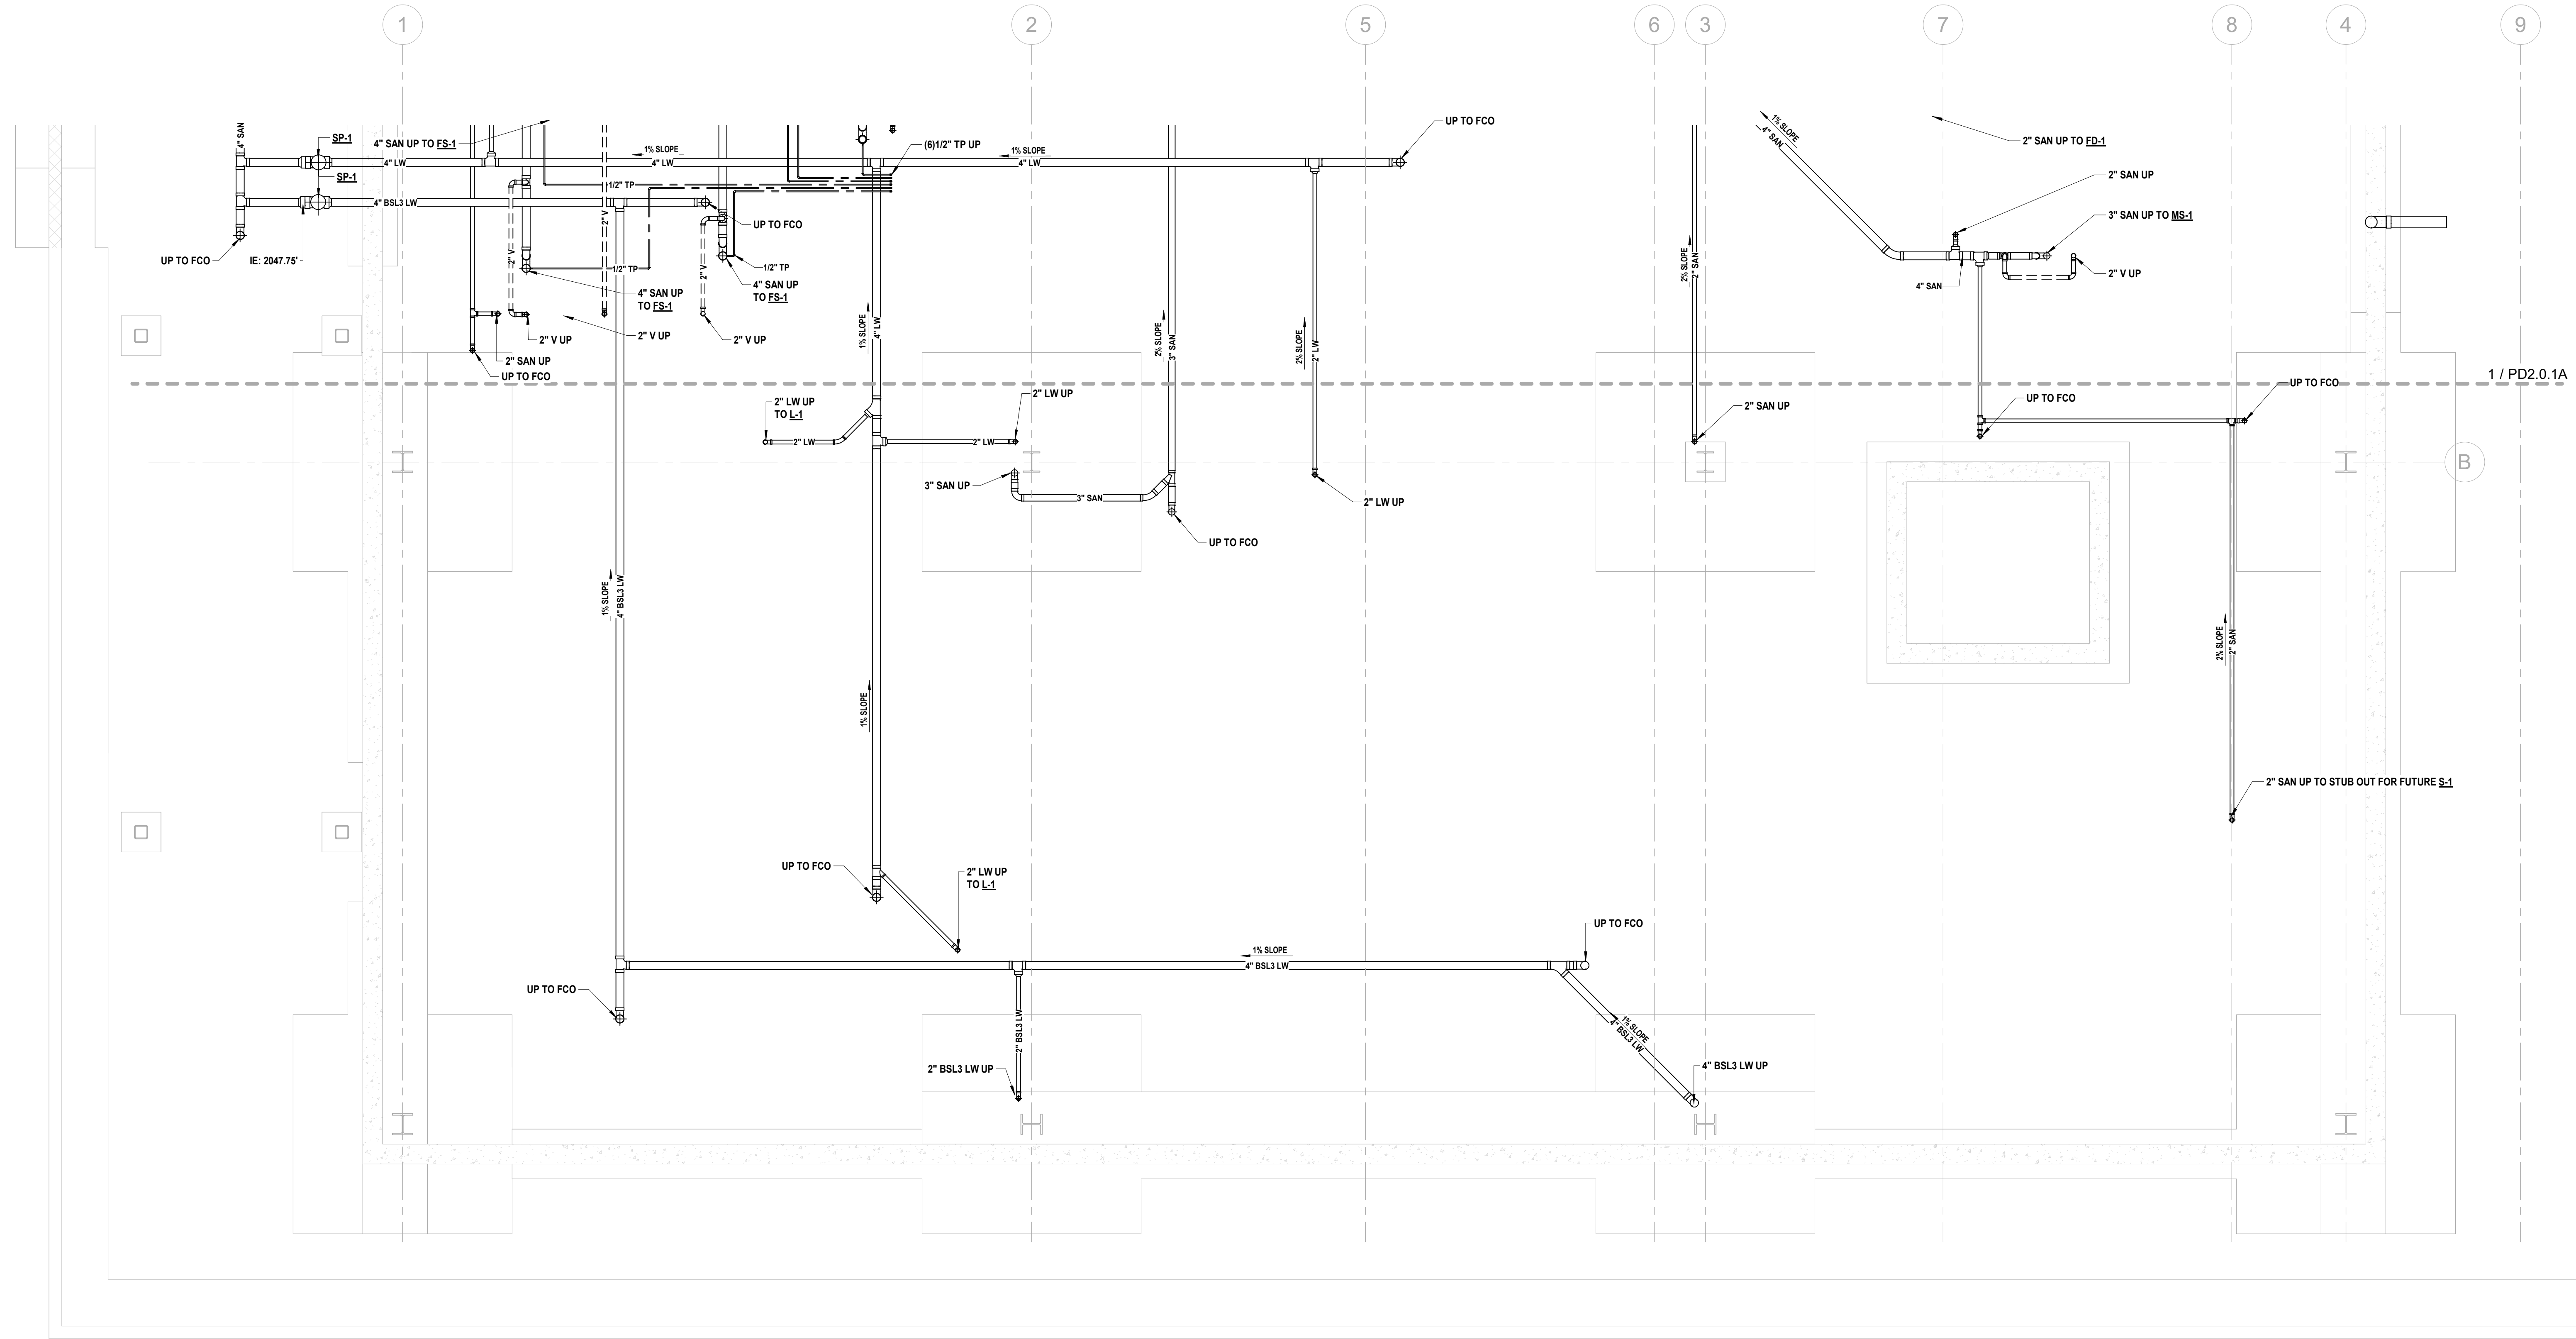 1
2
5
6
3
7
8
4
9
4" SAN
SP-1
4" SAN UP TO FS-1
1% SLOPE
4" LW
4" LW
(6)1/2" TP UP
1% SLOPE
4" LW
UP TO FCO
1% SLOPE
4" SAN
2" SAN UP TO FD-1
SP-1
1/2" TP
4" BSL3 LW
2" SAN UP
UP TO FCO
IE: 2047.75'
2" V
2" V
2" V
UP TO FCO
1/2" TP
1/2" TP
4" SAN UP
TO FS-1
4" SAN UP
TO FS-1
3" SAN UP TO MS-1
2% SLOPE
2" SAN
4" SAN
2" V UP
2" V UP
2" V UP
2" V UP
2" SAN UP
UP TO FCO
1% SLOPE
4" LW
2% SLOPE
3" SAN
2% SLOPE
2" LW
1 / PD2.0.1A
UP TO FCO
UP TO FCO
2" LW UP
TO L-1
2" LW UP
2" SAN UP
2" LW
2" LW
B
3" SAN UP
3" SAN
2" LW UP
UP TO FCO
1% SLOPE
4" BSL3 LW
2% SLOPE
2" SAN
1% SLOPE
2" SAN UP TO STUB OUT FOR FUTURE S-1
UP TO FCO
2" LW UP
TO L-1
UP TO FCO
1% SLOPE
4" BSL3 LW
UP TO FCO
2" BSL3 LW
1% SLOPE
4" BSL3 LW
2" BSL3 LW UP
4" BSL3 LW UP